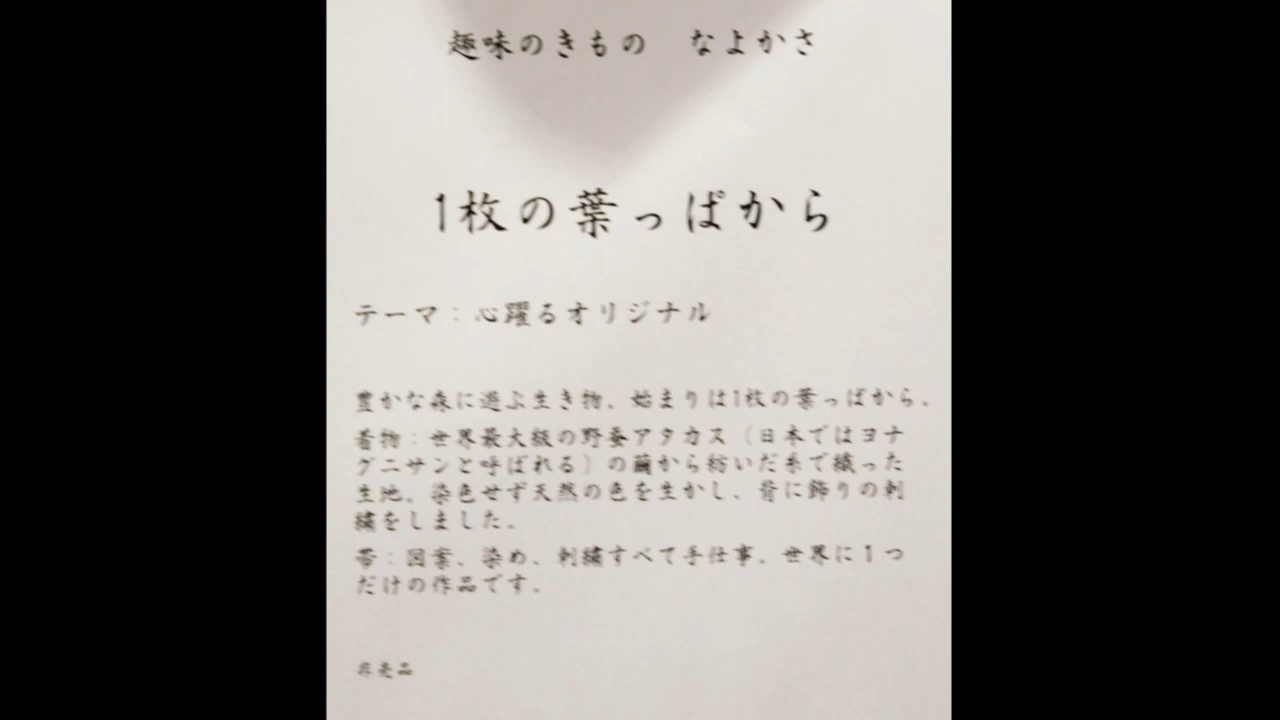 趣味のきもの　なよかさ
1枚の葉っぱから
テーマ：心躍るオリジナル
豊かな森に遊ぶ生き物。始まりは1枚の葉っぱから。
着物：世界最大級の野蚕アタカス（日本ではヨナ
グニサンと呼ばれる）の繭から紡いだ糸で織った
生地。染色せず天然の色を生かし、背に飾りの刺
繍をしました。
帯：図案、染め、刺繍すべて手仕事。世界に１つ
だけの作品です。
非売品